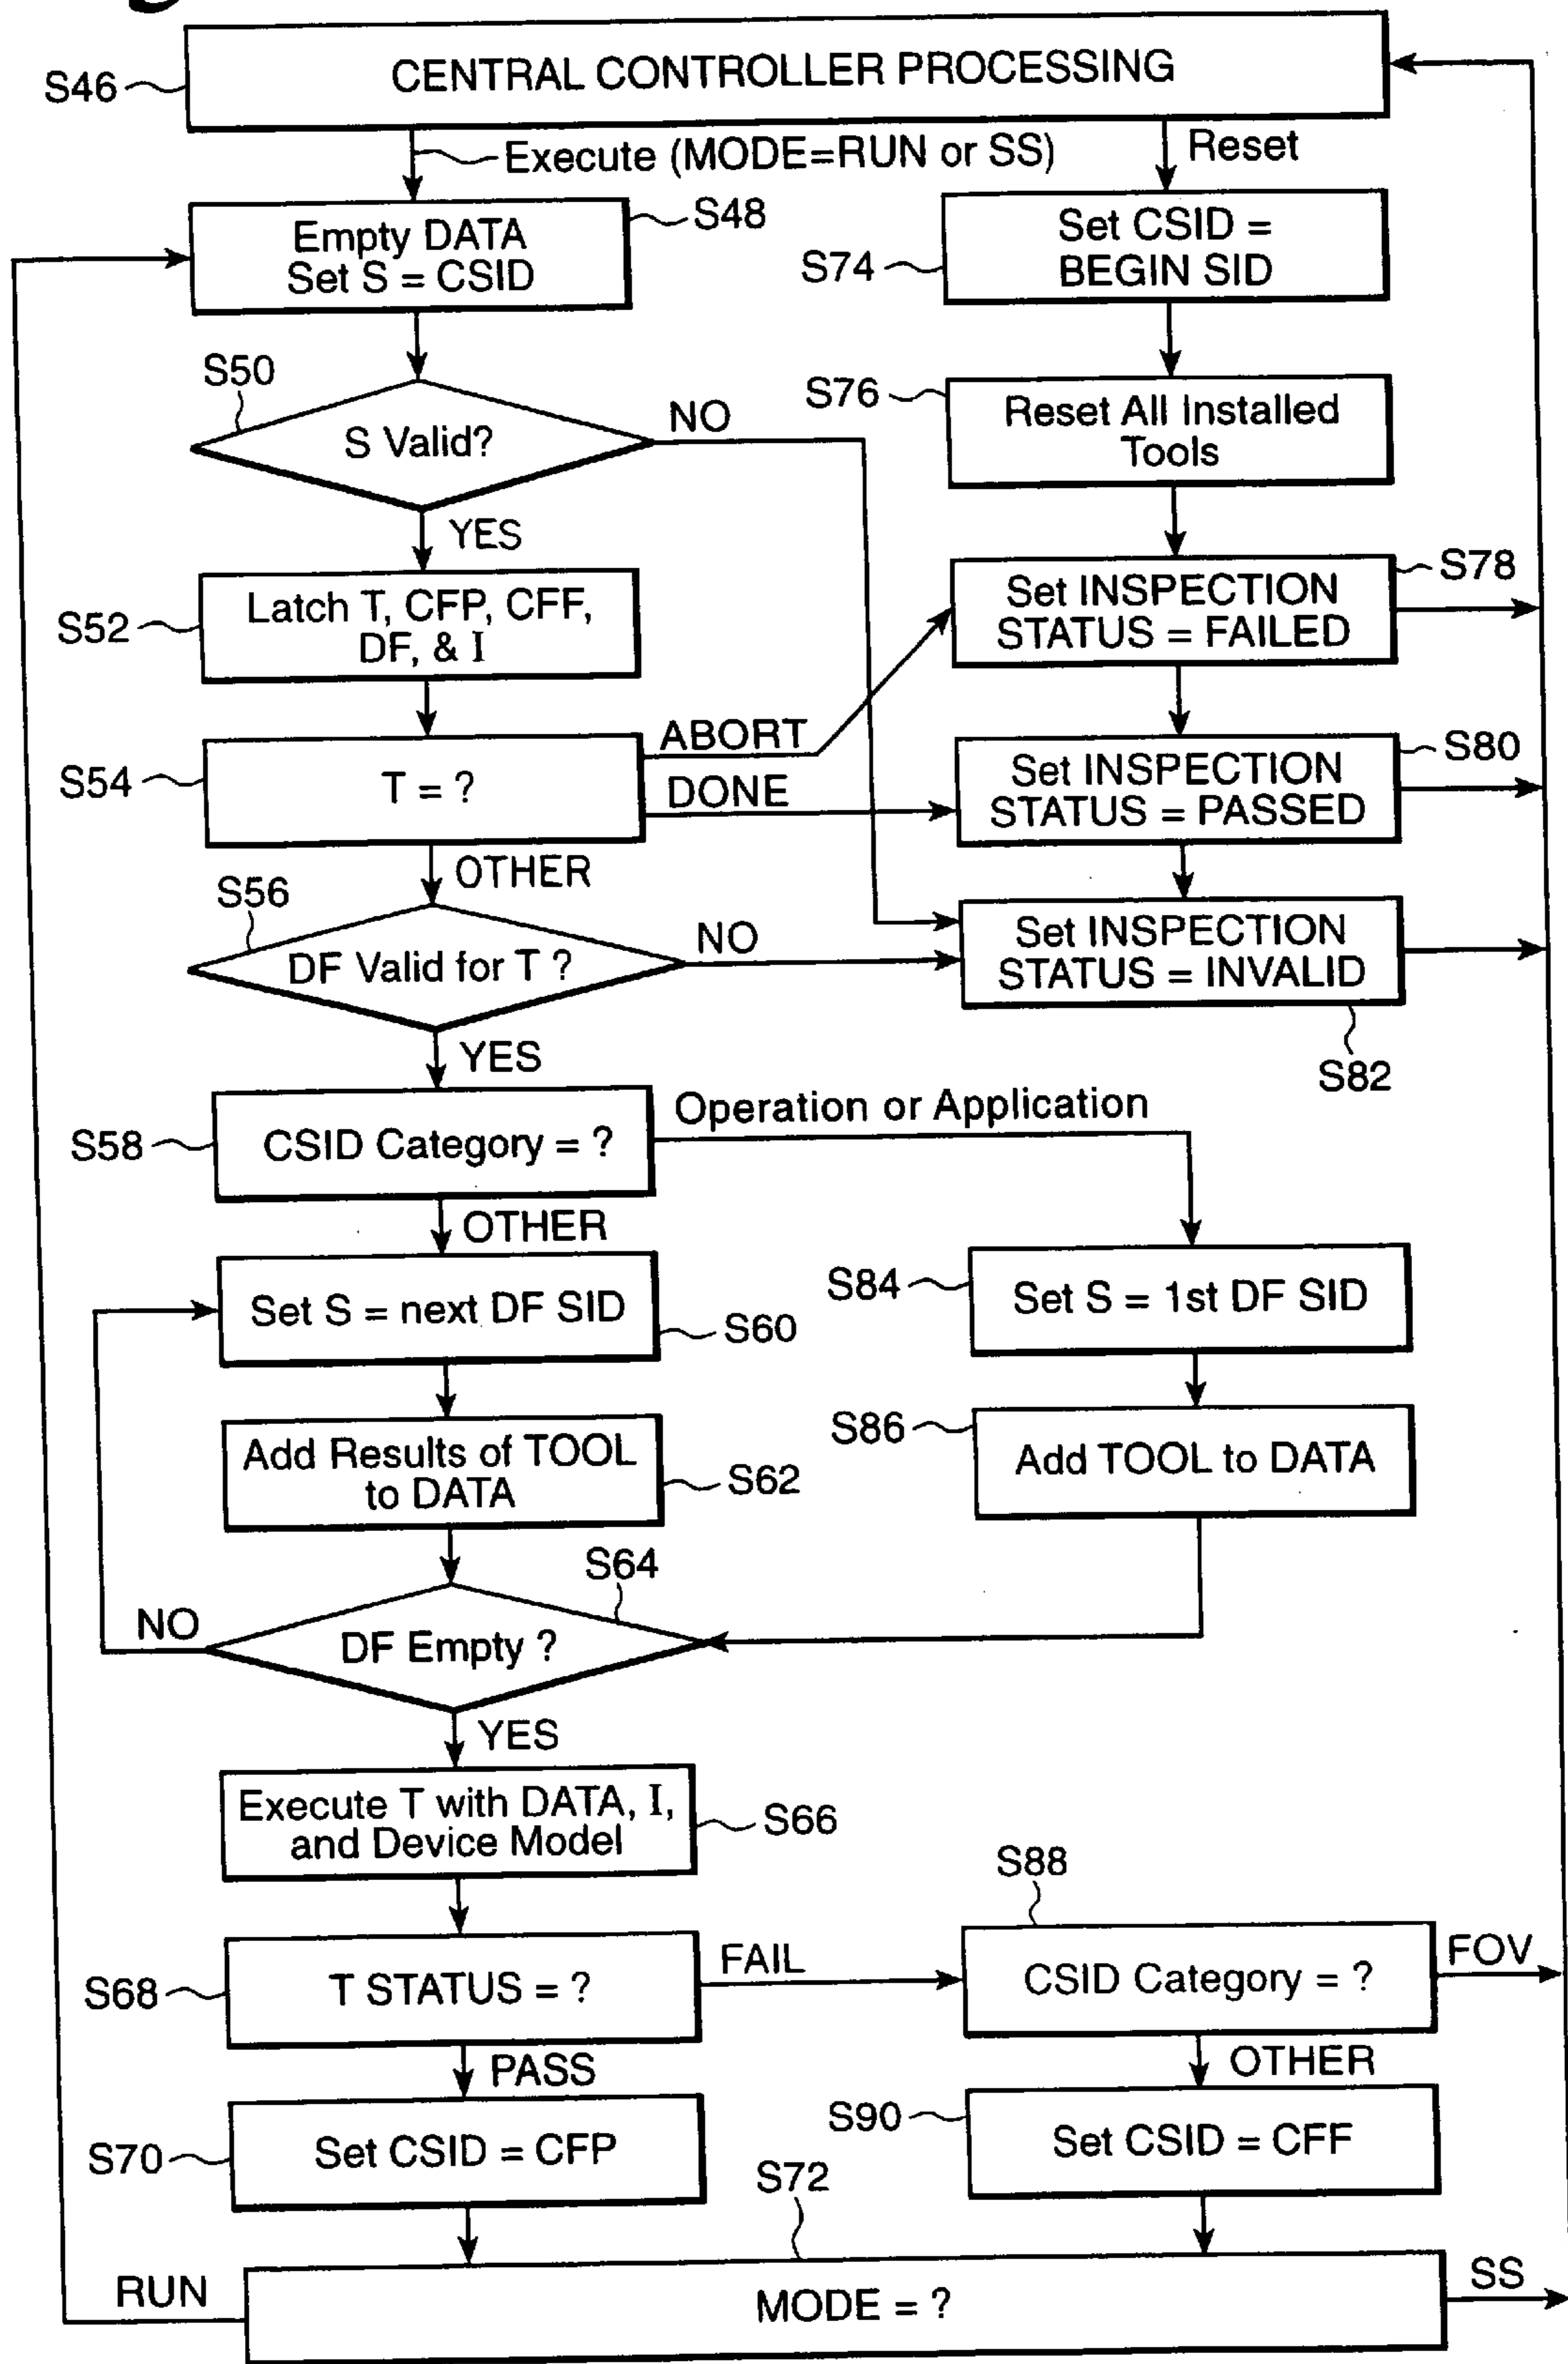 CENTRAL CONTROLLER PROCESSING
S46
Execute (MODE=RUN or SS)
Reset
Empty DATA
Set S = CSID
S48
Set CSID =
BEGIN SID
S74
S50
S Valid?
NO
YES
S76
Reset All Installed
Tools
S52
Latch T, CFP, CFF,
DF, & I
Set INSPECTION
STATUS = FAILED
S78
S54
T = ?
ABORT
DONE
OTHER
Set INSPECTION
STATUS = PASSED
S80
S56
DF Valid for T ?
NO
YES
Set INSPECTION
STATUS = INVALID
S82
S58
CSID Category = ?
Operation or Application
OTHER
Set S = next DF SID
S60
S84
Set S = 1st DF SID
Add Results of TOOL
to DATA
S62
S86
Add TOOL to DATA
S64
DF Empty ?
NO
YES
Execute T with DATA, I,
and Device Model
S66
S68
T STATUS = ?
FAIL
PASS
S88
CSID Category = ?
FOV
OTHER
S70
Set CSID = CFP
S90
Set CSID = CFF
S72
RUN
MODE = ?
SS